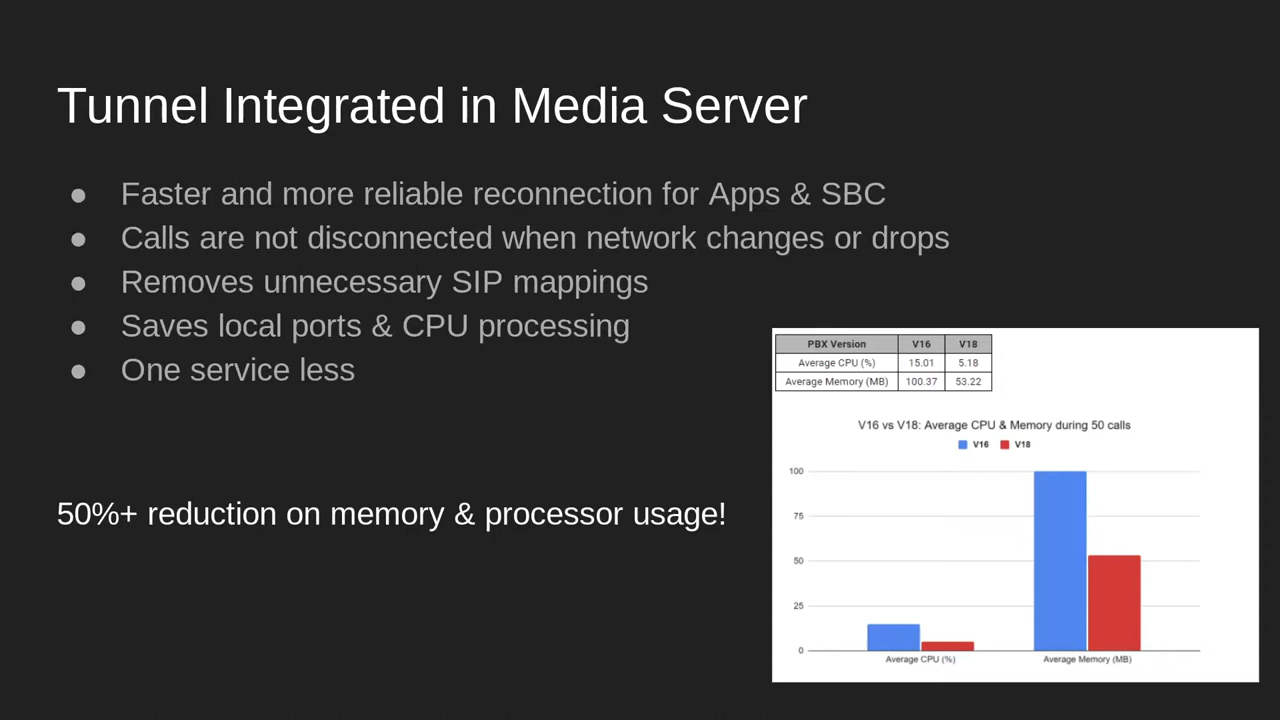 Tunnel Integrated in Media Server
● Faster and more reliable reconnection for Apps & SBC
● Calls are not disconnected when network changes or drops
● Removes unnecessary SIP mappings
● Saves local ports & CPU processing
● One service less
50%+ reduction on memory & processor usage!
PBX Version V16 V18
Average CPU (%) 15.01 5.18
Average Memory (MB) 100.37 53.22
V16 vs V18: Average CPU & Memory during 50 calls
V16 V18
100
75
50
25
0
Average CPU (%) Average Memory (MB)